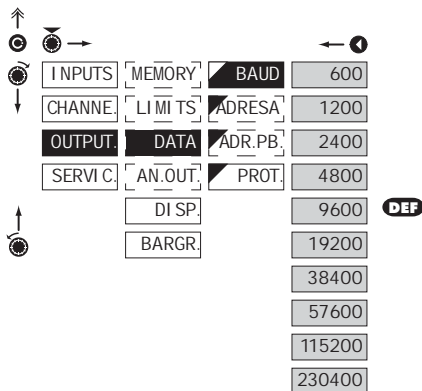 INPUTS MEMORY BAUD 600
CHANNE. LIMITS ADRESA 1200
OUTPUT. DATA ADR.PB. 2400
SERVIC. AN.OUT. PROT. 4800
DISP. 9600 DEF
BARGR. 19200
38400
57600
115200
230400